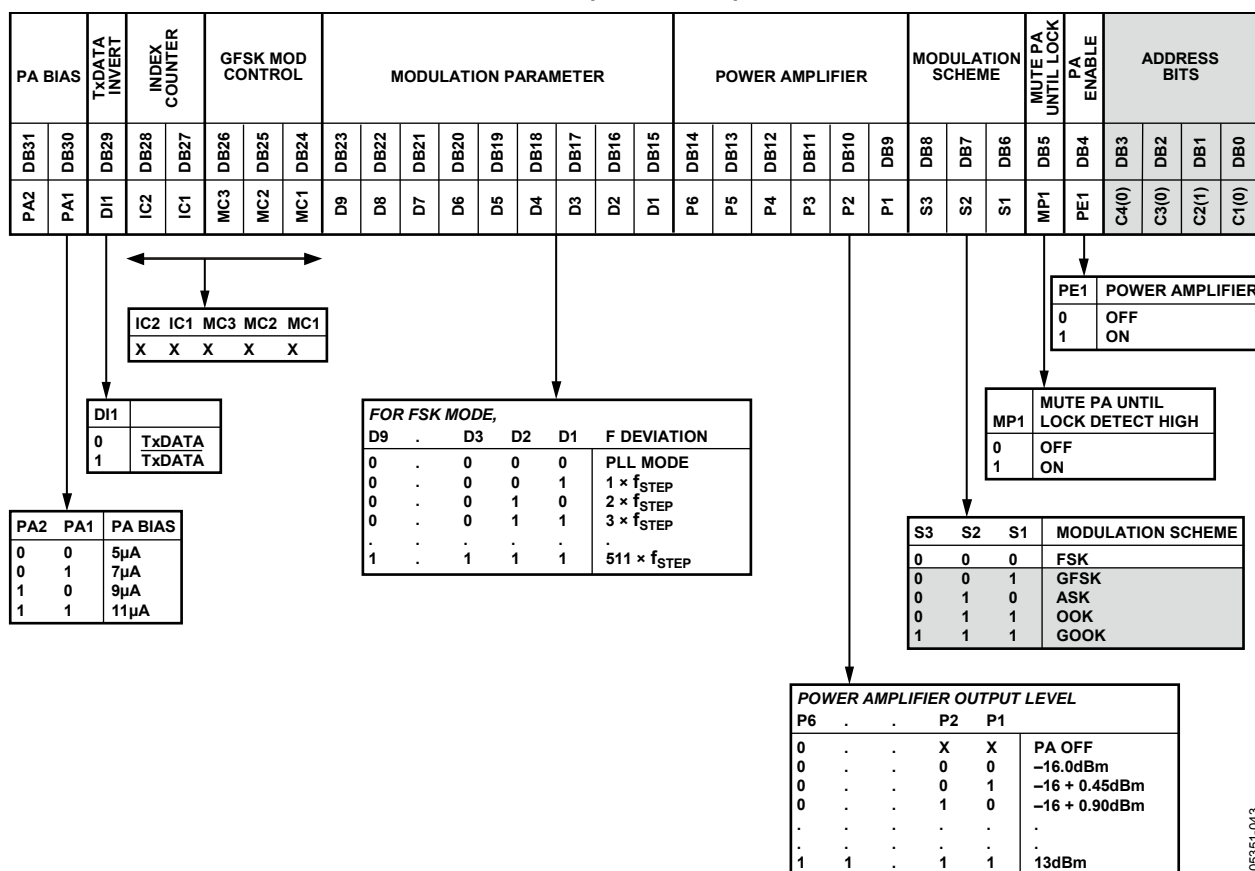 PA BIAS
TxDATA INVERT
INDEX COUNTER
GFSK MOD CONTROL
MODULATION PARAMETER
POWER AMPLIFIER
MODULATION SCHEME
MUTE PA UNTIL LOCK
PA ENABLE
ADDRESS BITS
DB31 DB30 DB29 DB28 DB27 DB26 DB25 DB24 DB23 DB22 DB21 DB20 DB19 DB18 DB17 DB16 DB15 DB14 DB13 DB12 DB11 DB10 DB9 DB8 DB7 DB6 DB5 DB4 DB3 DB2 DB1 DB0
PA2 PA1 DI1 IC2 IC1 MC3 MC2 MC1 D9 D8 D7 D6 D5 D4 D3 D2 D1 P6 P5 P4 P3 P2 P1 S3 S2 S1 MP1 PE1 C4(0) C3(0) C2(1) C1(0)
PE1 POWER AMPLIFIER
0 OFF
1 ON
IC2 IC1 MC3 MC2 MC1
X X X X X
MP1 MUTE PA UNTIL LOCK DETECT HIGH
0 OFF
1 ON
DI1
0 TxDATA
1 TxDATA
FOR FSK MODE,
D9 . D3 D2 D1 F DEVIATION
0 . 0 0 0 PLL MODE
0 . 0 0 1 1 × fSTEP
0 . 0 1 0 2 × fSTEP
0 . 0 1 1 3 × fSTEP
. . . . . .
1 . 1 1 1 511 × fSTEP
PA2 PA1 PA BIAS
0 0 5µA
0 1 7µA
1 0 9µA
1 1 11µA
S3 S2 S1 MODULATION SCHEME
0 0 0 FSK
0 0 1 GFSK
0 1 0 ASK
0 1 1 OOK
1 1 1 GOOK
POWER AMPLIFIER OUTPUT LEVEL
P6 . . P2 P1
0 . . X X PA OFF
0 . . 0 0 –16.0dBm
0 . . 0 1 –16 + 0.45dBm
0 . . 1 0 –16 + 0.90dBm
. . . . . .
. . . . . .
1 1 . 1 1 13dBm